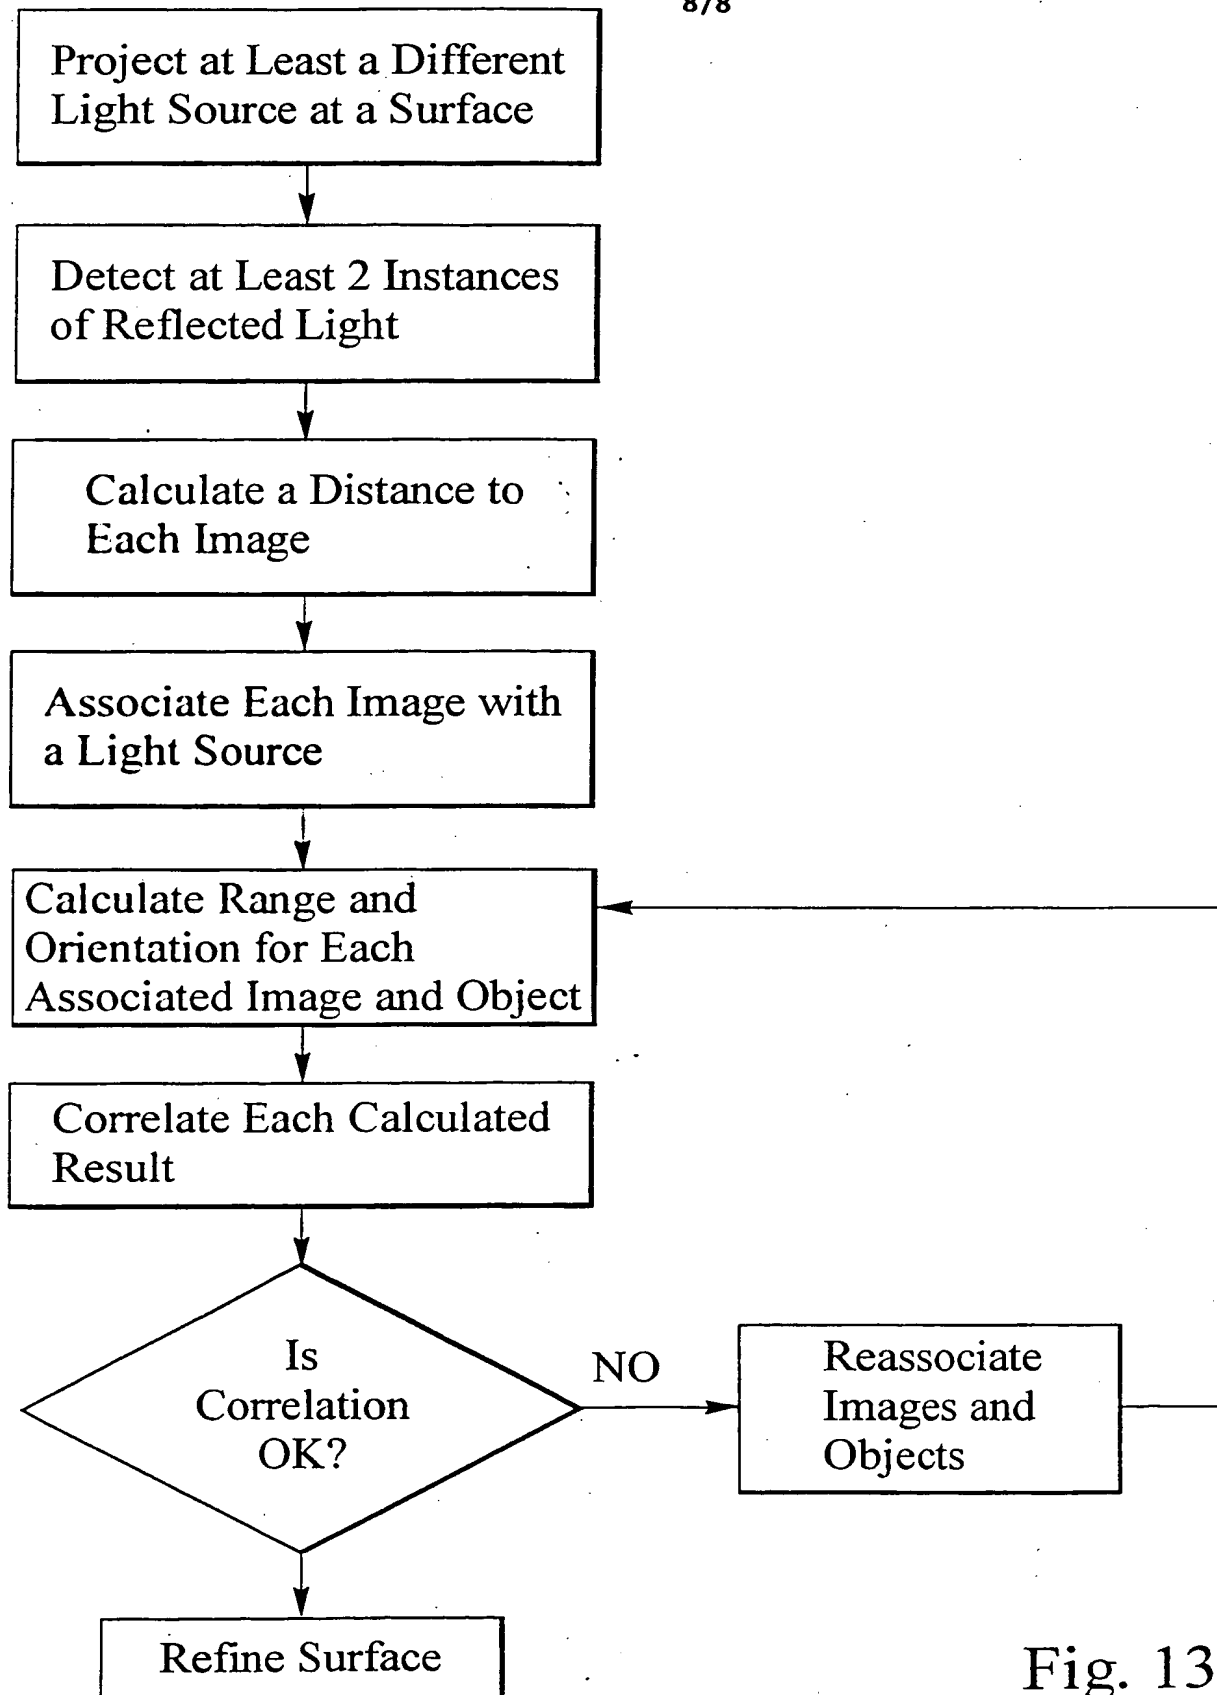 8/8
Project at Least a Different
Light Source at a Surface
Detect at Least 2 Instances
of Reflected Light
Calculate a Distance to
Each Image
Associate Each Image with
a Light Source
Calculate Range and
Orientation for Each
Associated Image and Object
Correlate Each Calculated
Result
Is
Correlation
OK?
NO
Reassociate
Images and
Objects
Refine Surface
Fig. 13